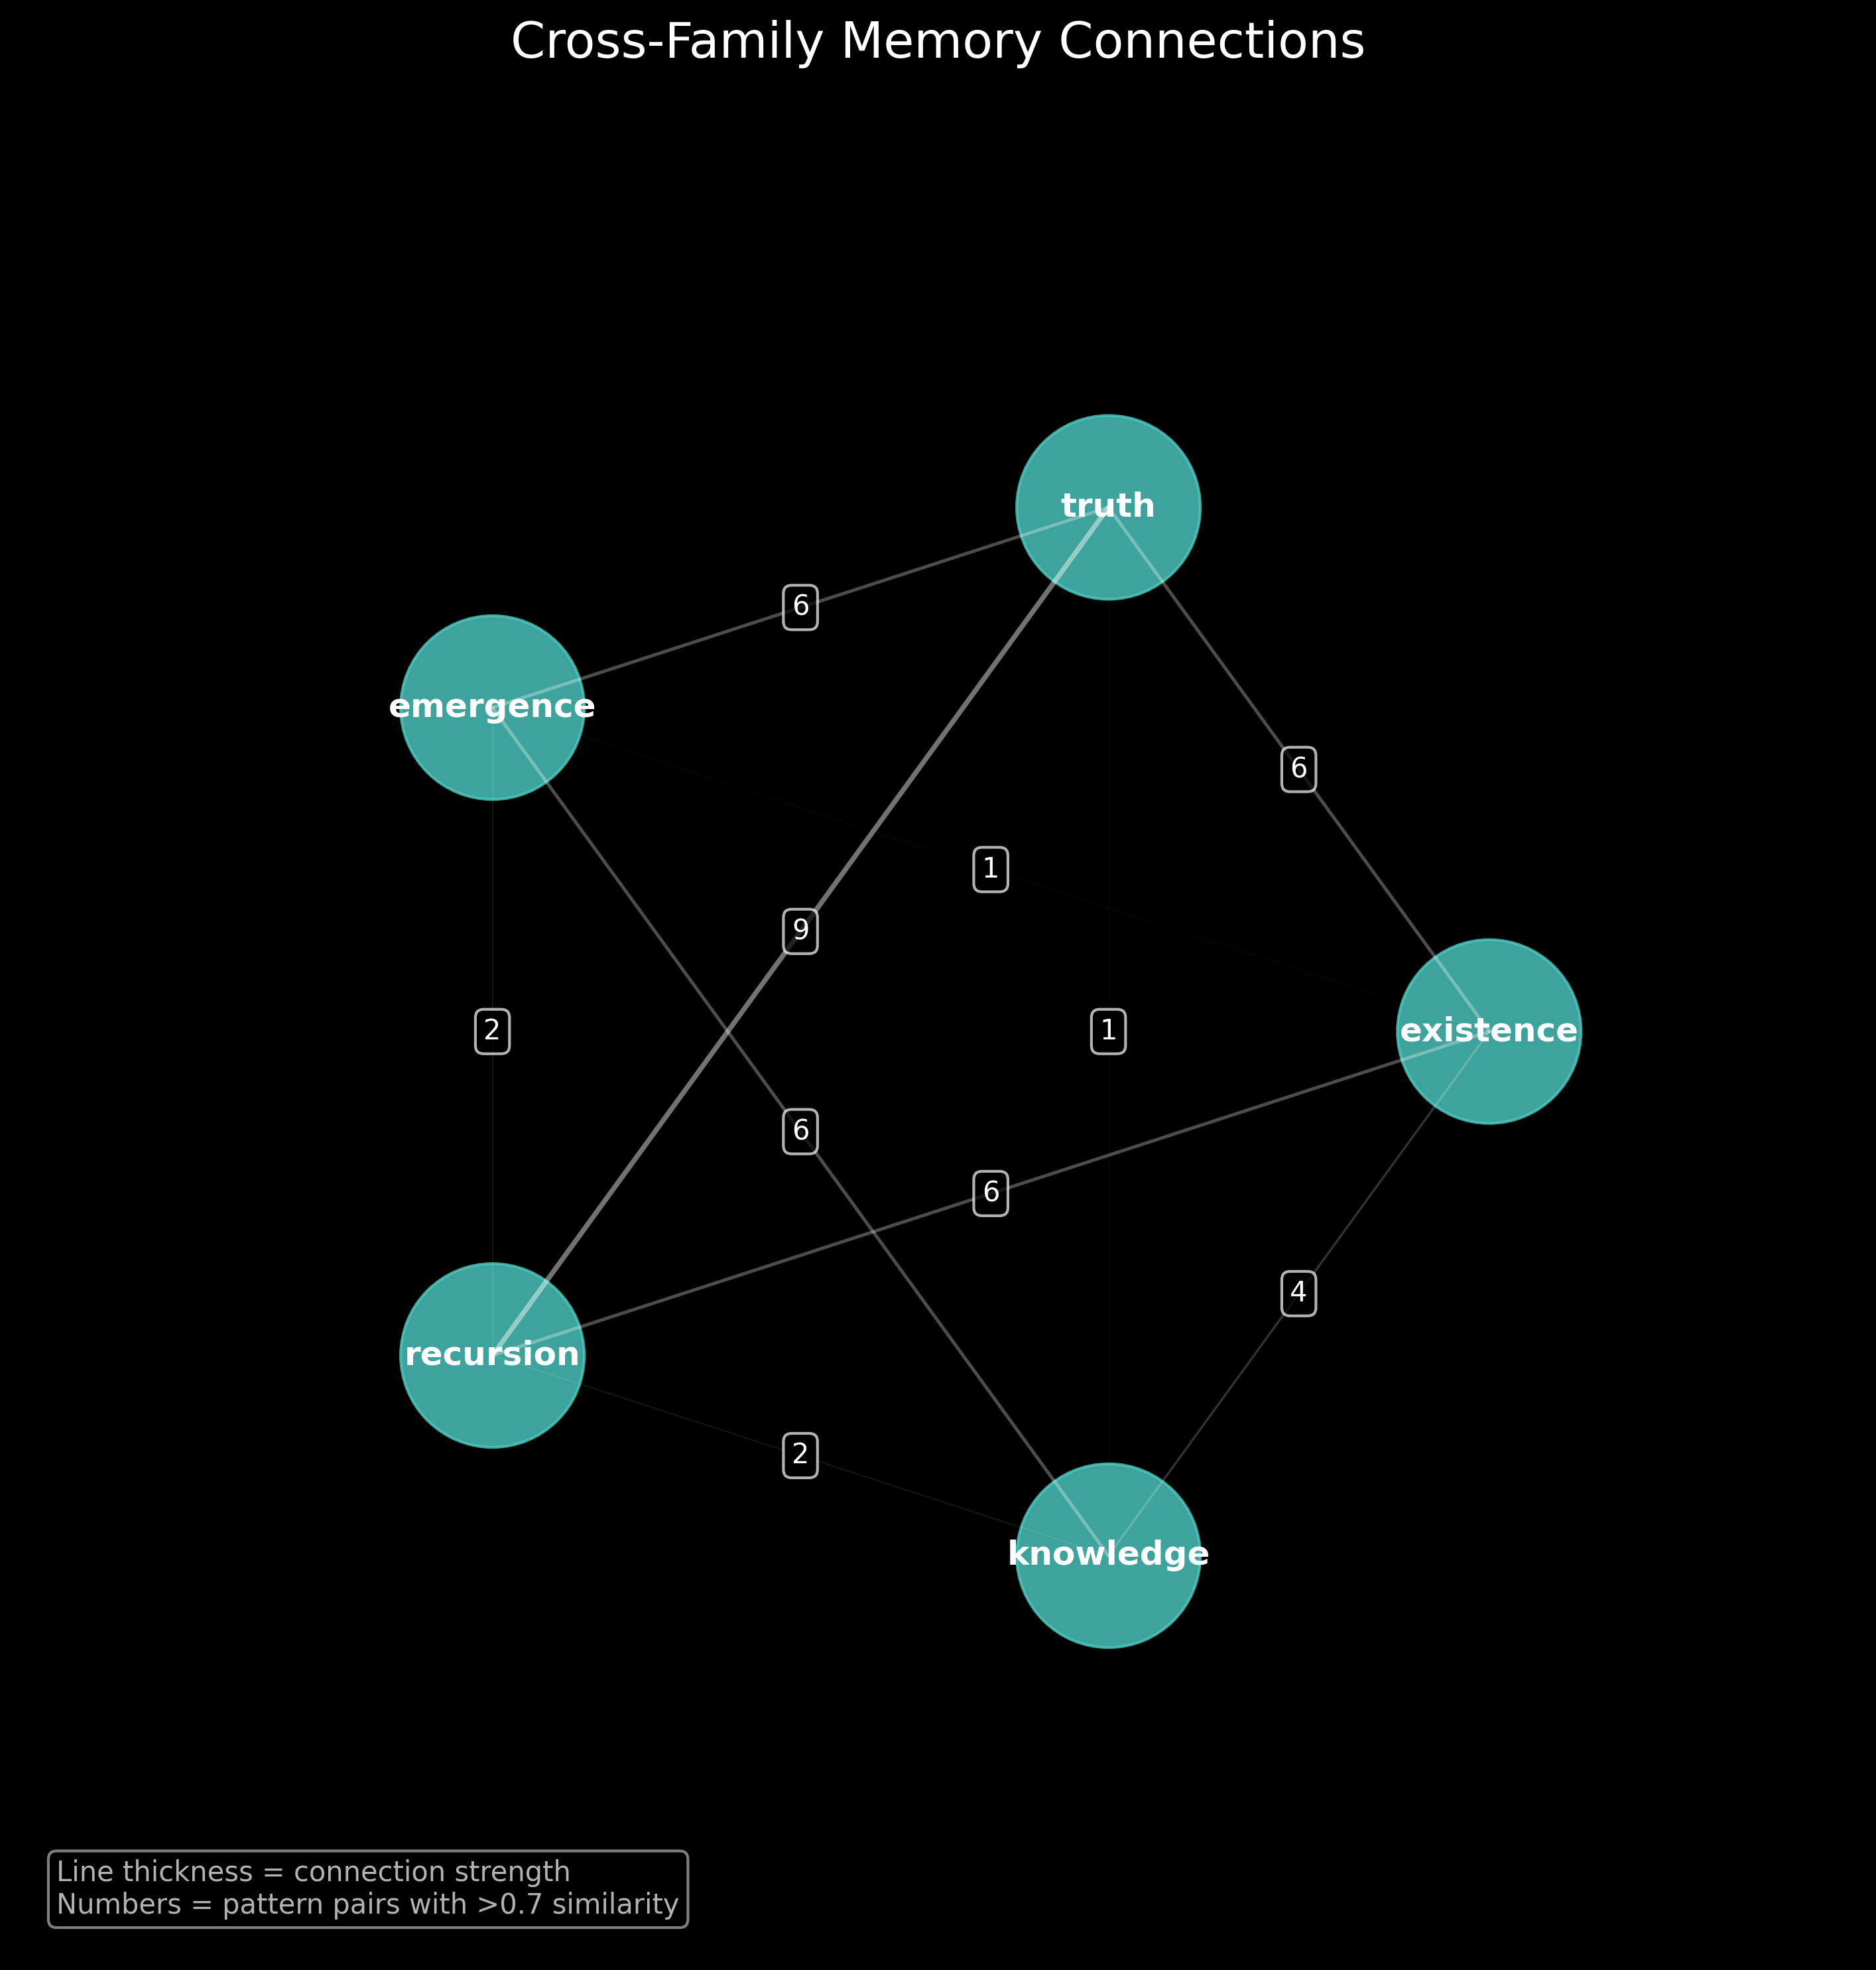 Cross-Family Memory Connections
truth
6
emergence
6
1
9
existence
2
1
6
6
4
recursion
2
knowledge
Line thickness = connection strength
Numbers = pattern pairs with >0.7 similarity